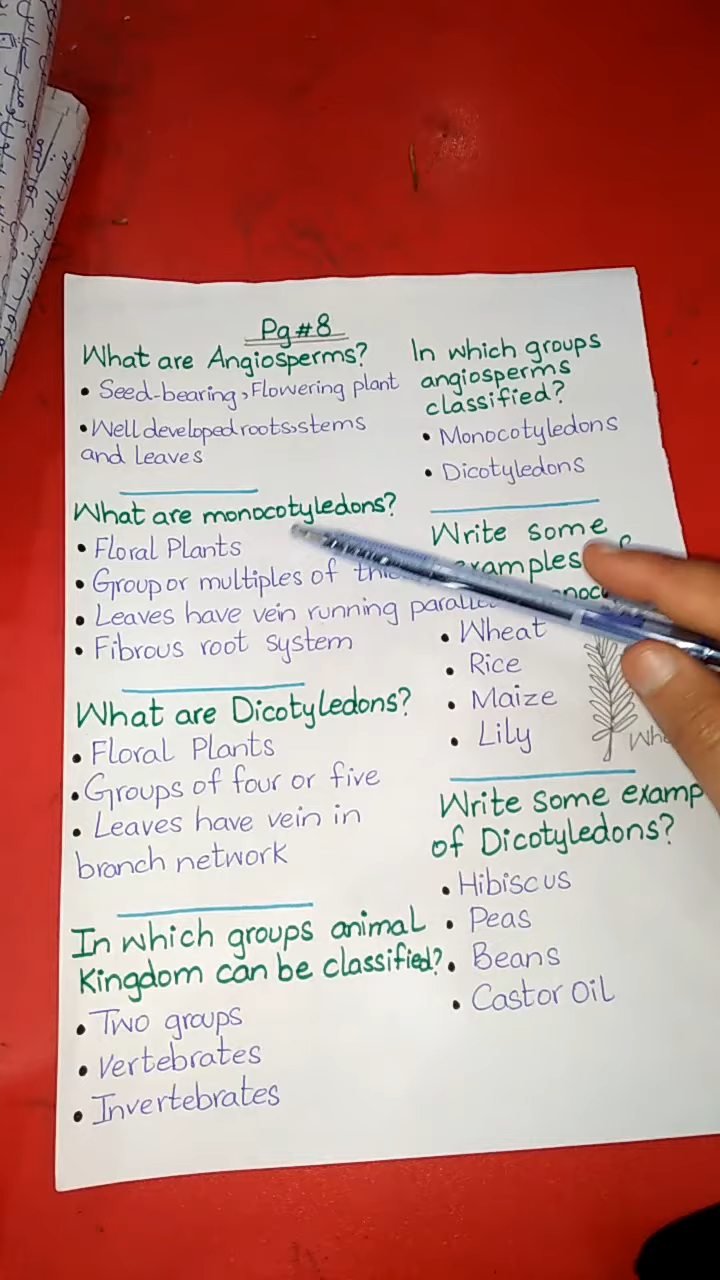 Pg#8
What are Angiosperms?
• Seed-bearing, Flowering plant
• Well developed roots, stems
and leaves
What are monocotyledons?
• Floral Plants
• Group or multiples of
• Leaves have vein running
• Fibrous root system
What are Dicotyledons?
• Floral Plants
• Groups of four or five
• Leaves have vein in
branch network
In which groups animal
Kingdom can be classified?
• Two groups
• Vertebrates
• Invertebrates
In which groups
angiosperms
classified?
• Monocotyledons
• Dicotyledons
Write some
• Wheat
• Rice
• Maize
• Lily
Write some
of Dicotyledons?
• Hibiscus
• Peas
• Beans
• Castor Oil